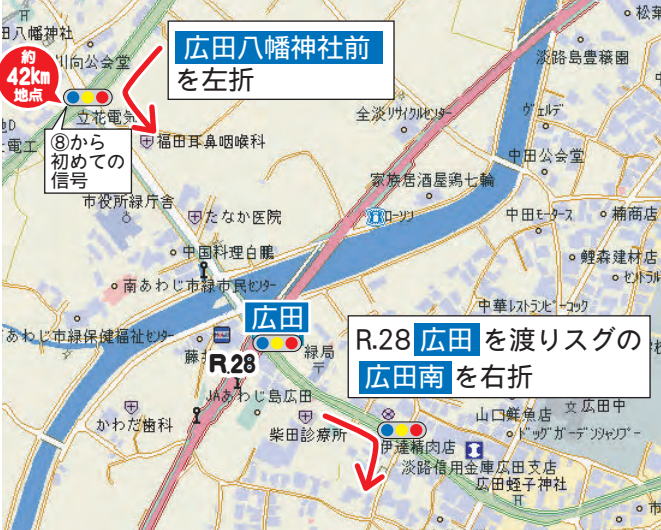 松葉
田八幡神社
川向公会堂
約
42km
地点
立花電気
⑧から
初めての
信号
電工
広田八幡神社前
を左折
淡路島豊穣園
全淡リサイクルセンター
ヴェルデ
福田耳鼻咽喉科
中田公会堂
家族居酒屋鶏七輪
市役所緑庁舎
たなか医院
ローソン
中田モータース
楠商店
中国料理白鵬
鯉森建材店
セントラル
南あわじ市緑市民センター
中華レストランピーコック
広田
あわじ市緑保健福祉センター
藤井
緑局
R.28
R.28 広田 を渡りスグの
広田南 を右折
JAあわじ島広田
かわだ歯科
柴田診療所
山口鮮魚店
文 広田中
伊達精肉店
ドッグガーデンジャンプー
淡路信用金庫広田支店
広田蛭子神社
市